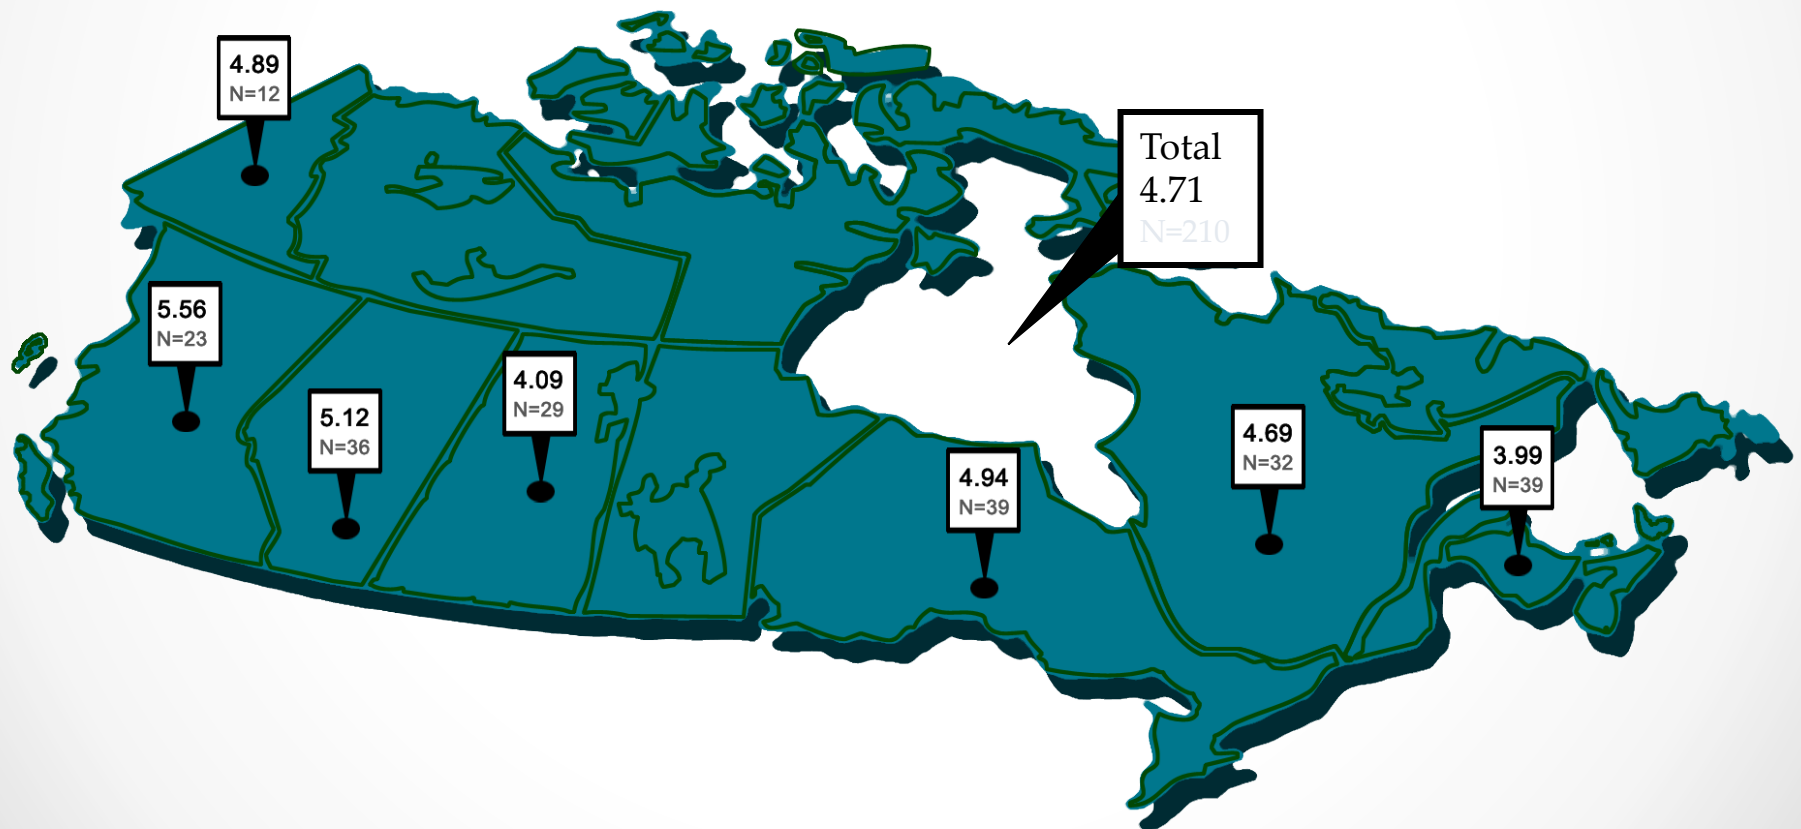 4.89
N=12
Total
4.71
N=210
5.56
N=23
5.12
N=36
4.09
N=29
4.94
N=39
4.69
N=32
3.99
N=39